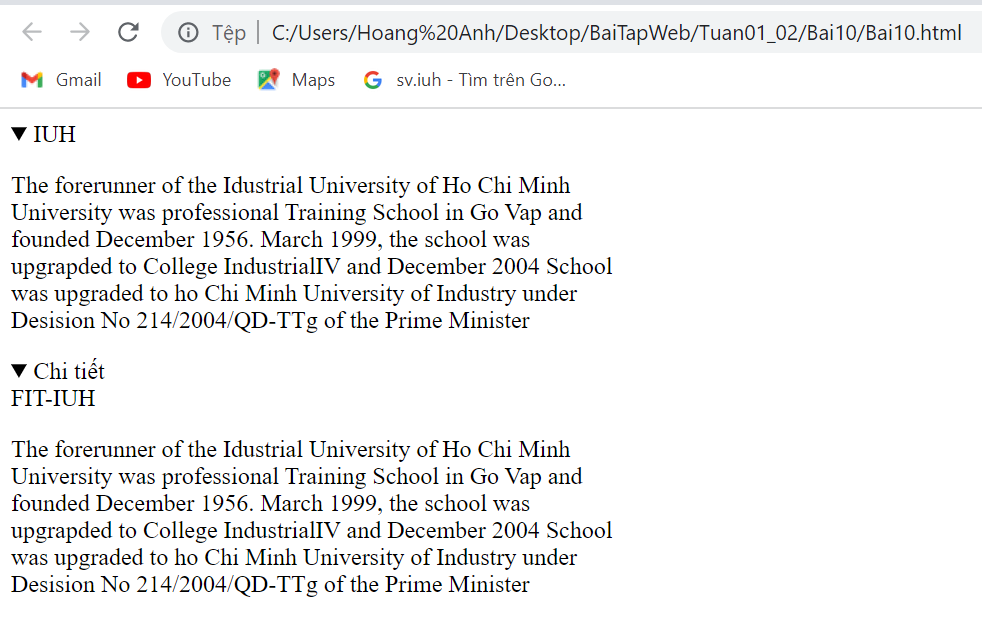 Tệp C:/Users/Hoang%20Anh/Desktop/BaiTapWeb/Tuan01_02/Bai10/Bai10.html
Gmail YouTube Maps sv.iuh - Tìm trên Go...
IUH
The forerunner of the Idustrial University of Ho Chi Minh
University was professional Training School in Go Vap and
founded December 1956. March 1999, the school was
upgrapded to College IndustrialIV and December 2004 School
was upgraded to ho Chi Minh University of Industry under
Desision No 214/2004/QD-TTg of the Prime Minister
Chi tiết
FIT-IUH
The forerunner of the Idustrial University of Ho Chi Minh
University was professional Training School in Go Vap and
founded December 1956. March 1999, the school was
upgrapded to College IndustrialIV and December 2004 School
was upgraded to ho Chi Minh University of Industry under
Desision No 214/2004/QD-TTg of the Prime Minister